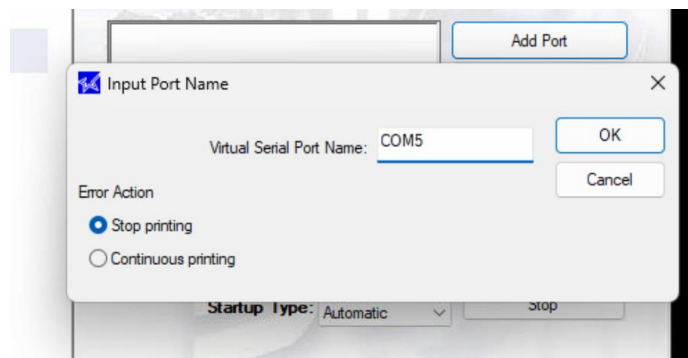 Add Port
Input Port Name
Virtual Serial Port Name: COM5
OK
Cancel
Error Action
Stop printing
Continuous printing
Startup Type: Automatic
Stop